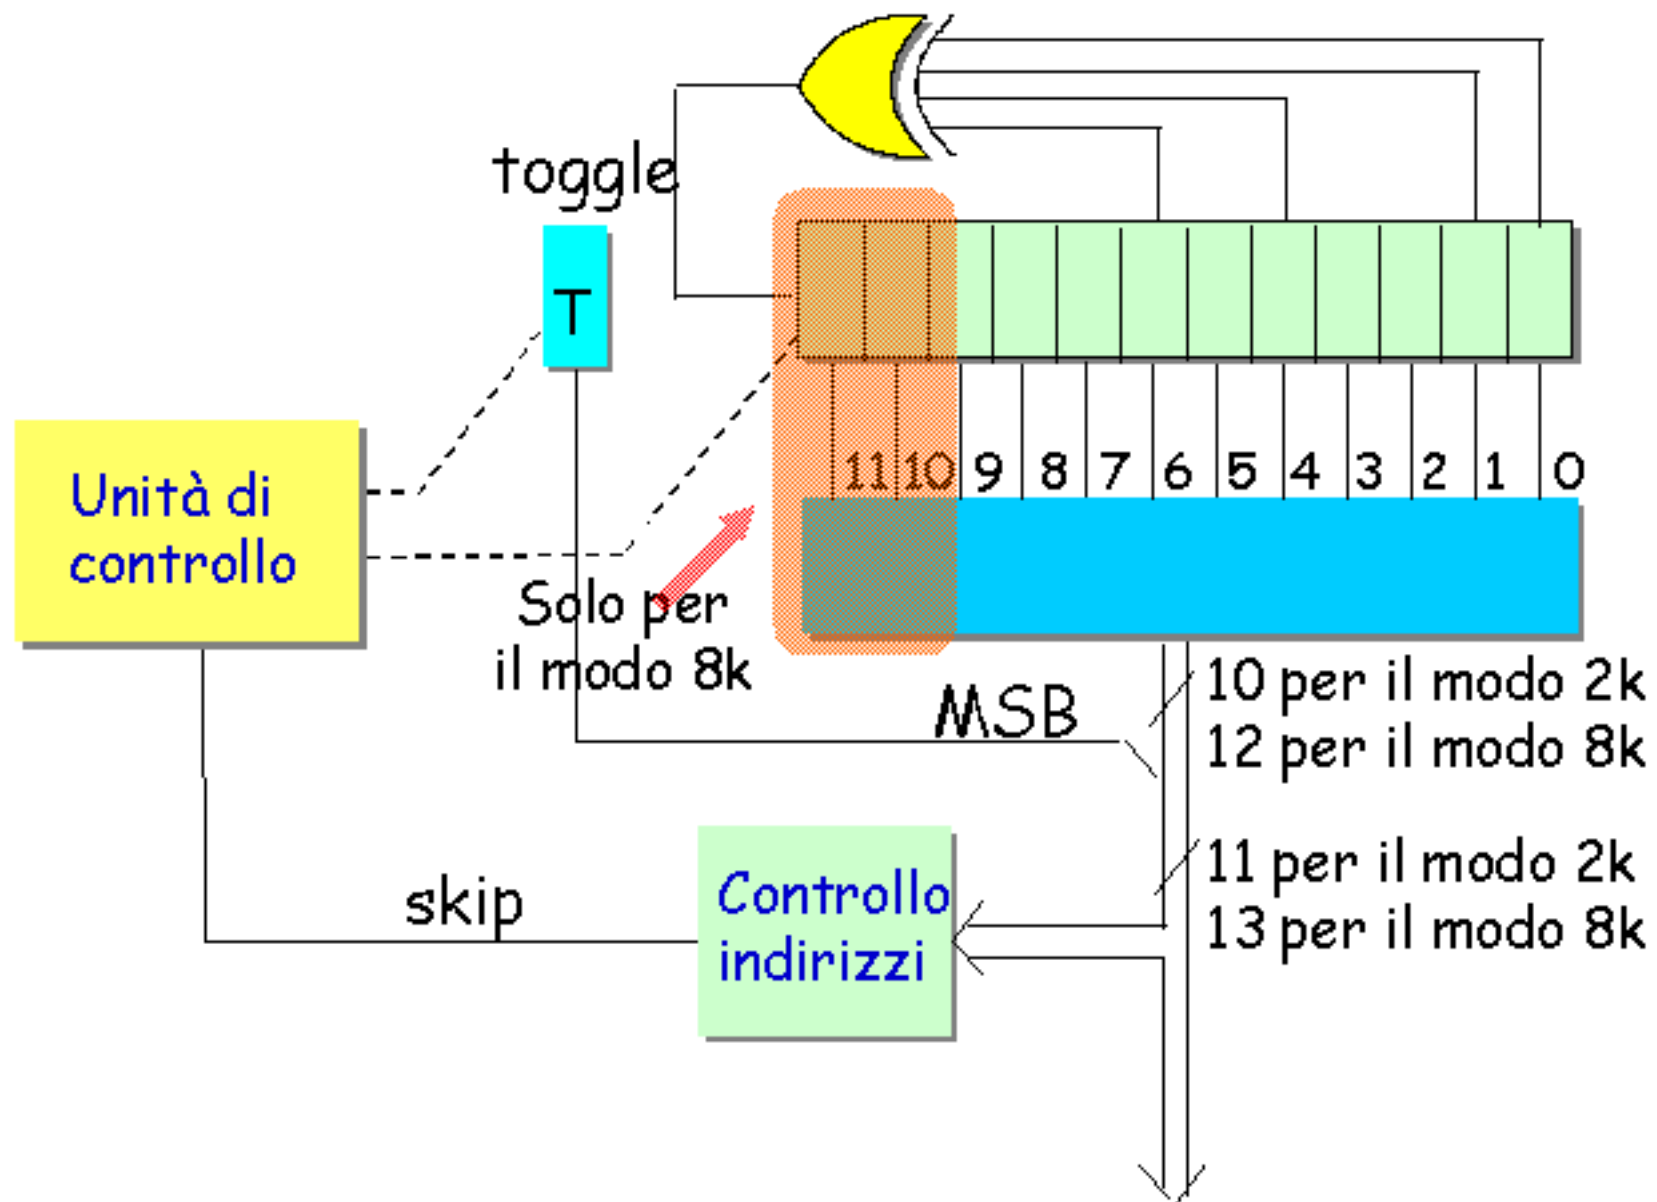 toggle
T
11 10 9 8 7 6 5 4 3 2 1 0
Unità di
controllo
Solo per
il modo 8k
MSB
10 per il modo 2k
12 per il modo 8k
11 per il modo 2k
13 per il modo 8k
skip
Controllo
indirizzi